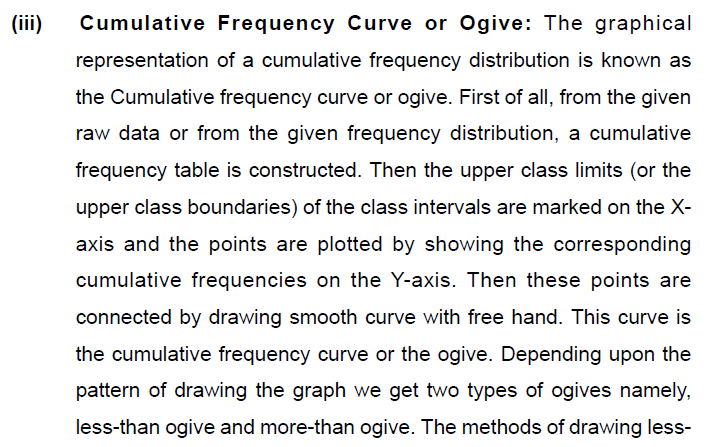 (iii) Cumulative Frequency Curve or Ogive: The graphical
representation of a cumulative frequency distribution is known as
the Cumulative frequency curve or ogive. First of all, from the given
raw data or from the given frequency distribution, a cumulative
frequency table is constructed. Then the upper class limits (or the
upper class boundaries) of the class intervals are marked on the X-
axis and the points are plotted by showing the corresponding
cumulative frequencies on the Y-axis. Then these points are
connected by drawing smooth curve with free hand. This curve is
the cumulative frequency curve or the ogive. Depending upon the
pattern of drawing the graph we get two types of ogives namely,
less-than ogive and more-than ogive. The methods of drawing less-